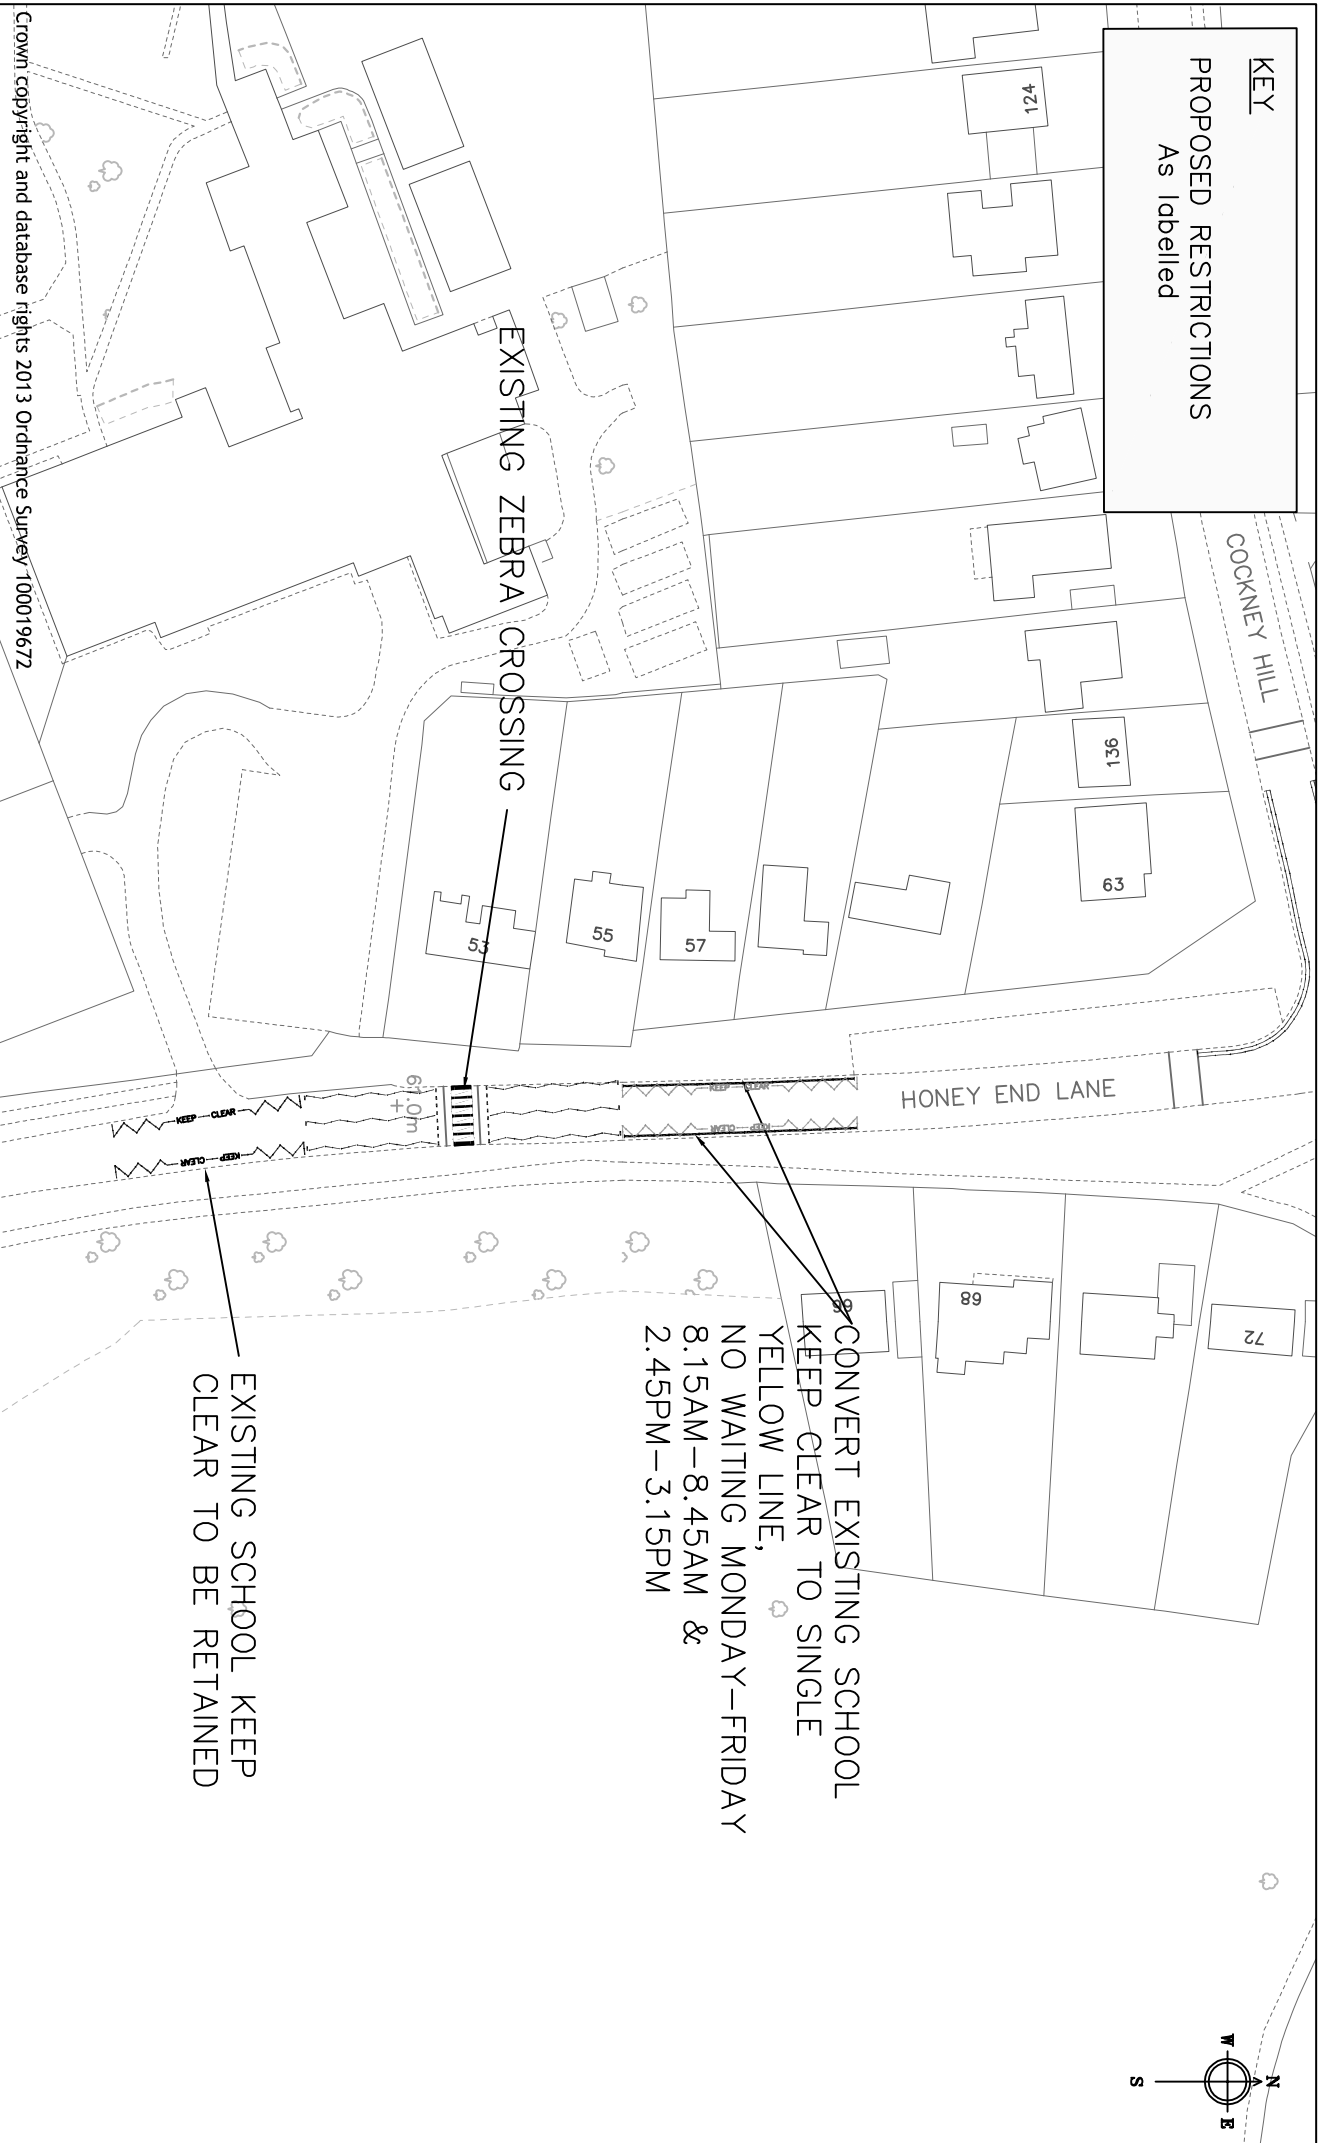 KEY
PROPOSED RESTRICTIONS
As labelled
COCKNEY HILL
124
136
63
HONEY END LANE
72
68
66
57
55
53
EXISTING ZEBRA CROSSING
CONVERT EXISTING SCHOOL
KEEP CLEAR TO SINGLE
YELLOW LINE,
NO WAITING MONDAY-FRIDAY
8.15AM-8.45AM &
2.45PM-3.15PM
KEEP CLEAR
KEEP CLEAR
67.0m
KEEP CLEAR
KEEP CLEAR
EXISTING SCHOOL KEEP
CLEAR TO BE RETAINED
N
W
E
S
Crown copyright and database rights 2013 Ordnance Survey 100019672